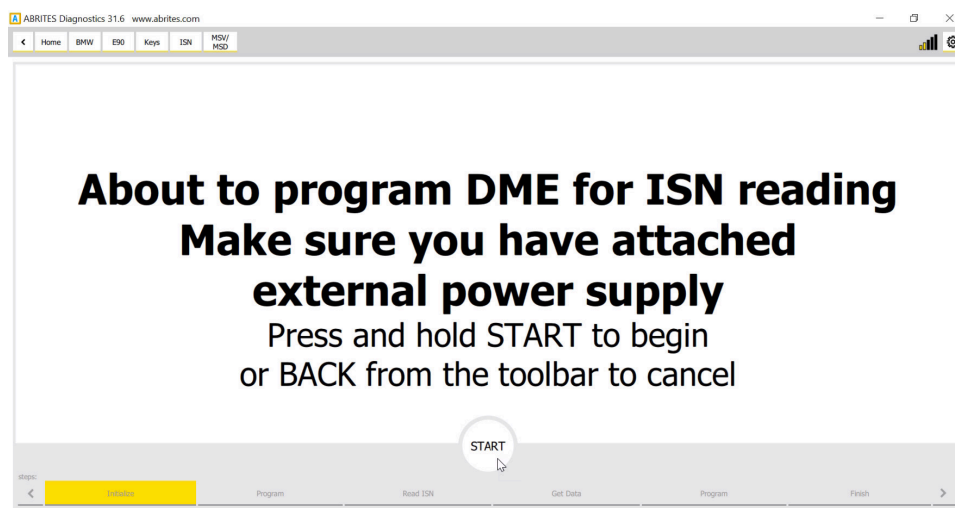 A ABRITES Diagnostics 31.6 www.abrites.com
Home BMW E90 Keys ISN MSV/
MSD
About to program DME for ISN reading
Make sure you have attached
external power supply
Press and hold START to begin
or BACK from the toolbar to cancel
START
steps:
Initialize Program Read ISN Get Data Program Finish